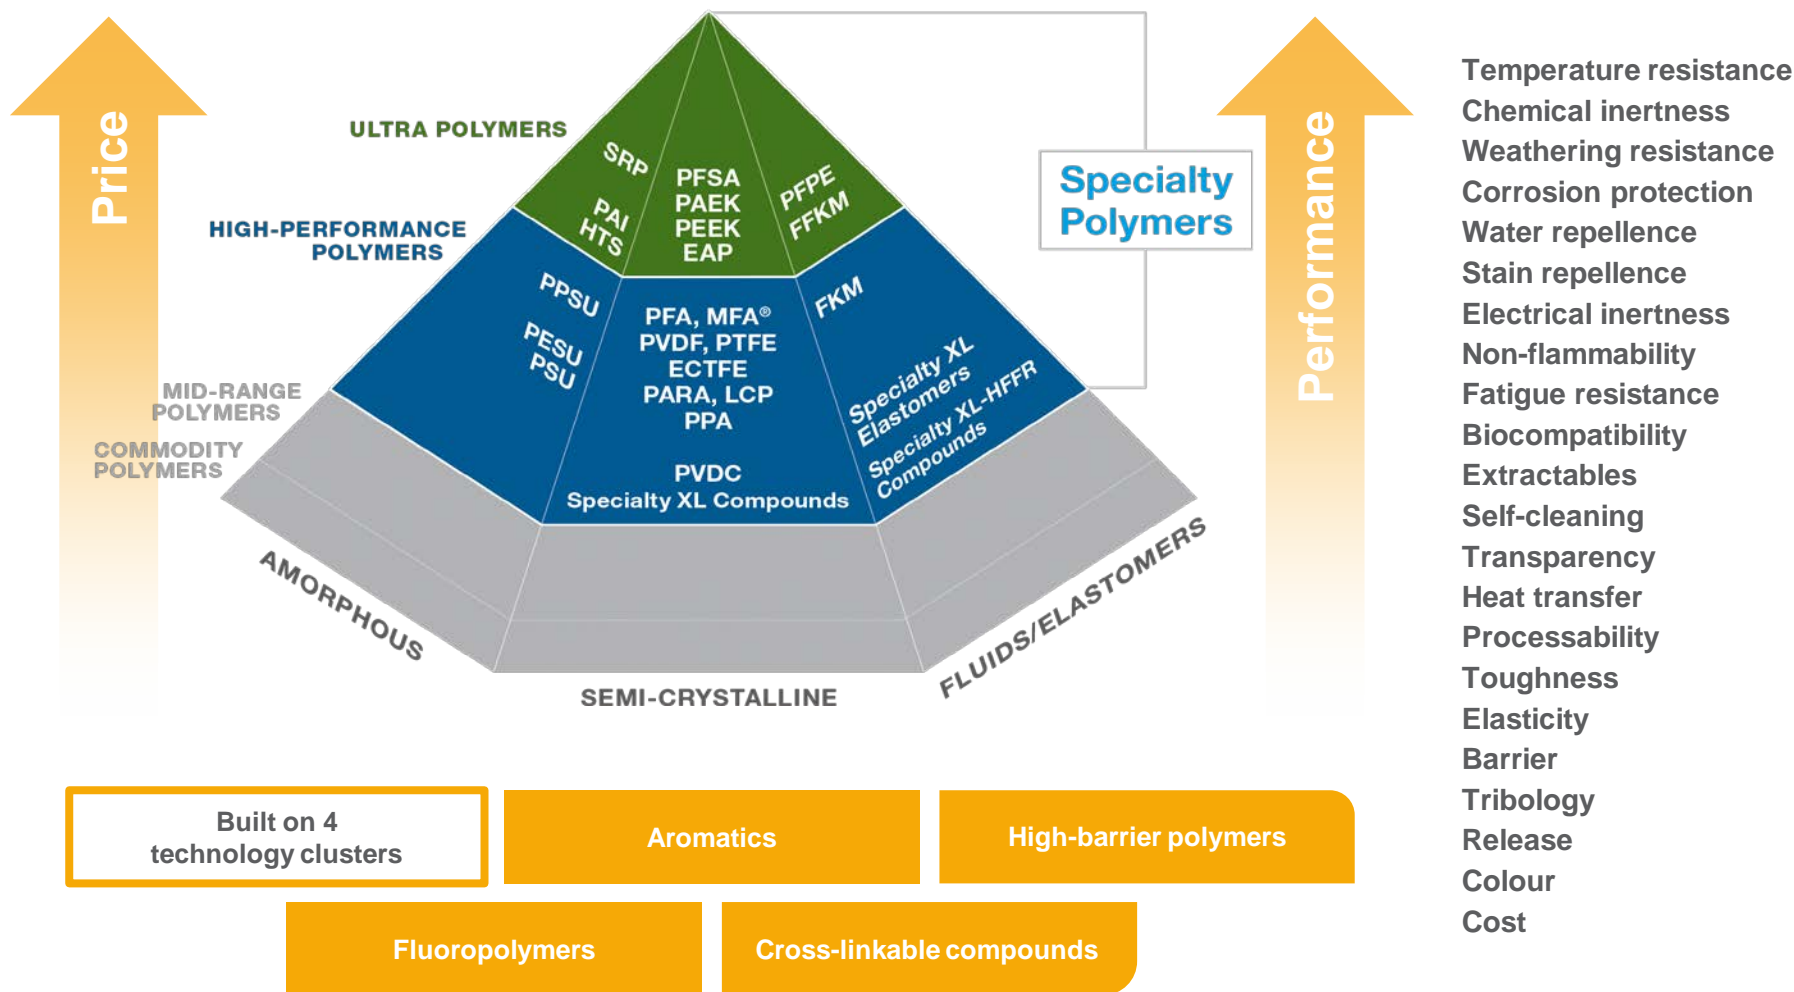 Price
ULTRA POLYMERS
HIGH-PERFORMANCE
POLYMERS
MID-RANGE
POLYMERS
COMMODITY
POLYMERS
SRP
PAI
HTS
PFSA
PAEK
PEEK
EAP
PFPE
FFKM
PPSU
PESU
PSU
PFA, MFA®
PVDF, PTFE
ECTFE
PARA, LCP
PPA
PVDC
Specialty XL Compounds
FKM
Specialty XL
Elastomers
Specialty XL-HFFR
Compounds
AMORPHOUS
SEMI-CRYSTALLINE
FLUIDS/ELASTOMERS
Specialty
Polymers
Performance
Temperature resistance
Chemical inertness
Weathering resistance
Corrosion protection
Water repellence
Stain repellence
Electrical inertness
Non-flammability
Fatigue resistance
Biocompatibility
Extractables
Self-cleaning
Transparency
Heat transfer
Processability
Toughness
Elasticity
Barrier
Tribology
Release
Colour
Cost
Built on 4
technology clusters
Aromatics
High-barrier polymers
Fluoropolymers
Cross-linkable compounds